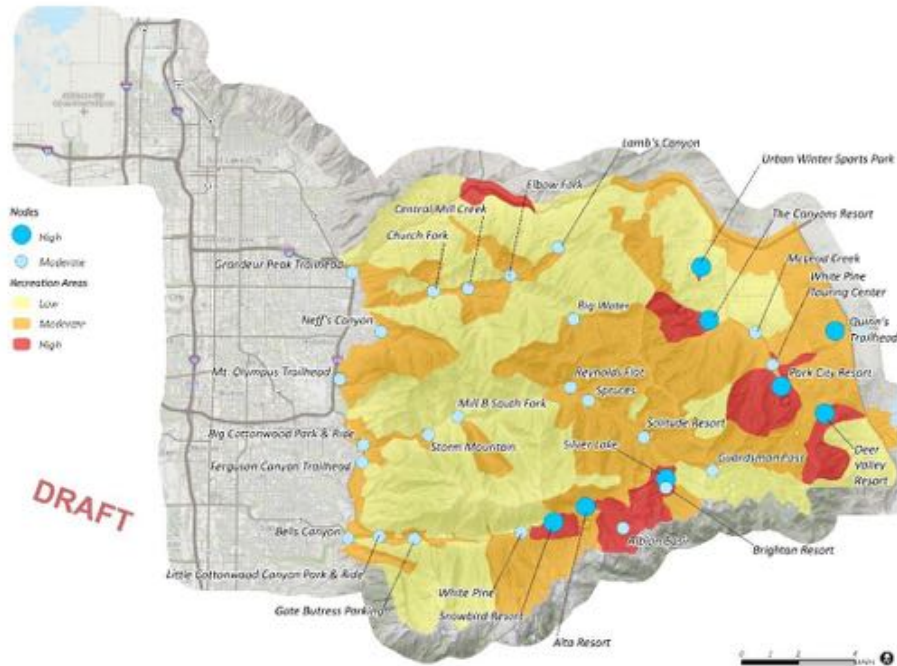 Lamb's Canyon
Urban Winter Sports Park
Elbow Fork
Central Mill Creek
The Canyons Resort
Church Fork
McLeod Creek
Grandeur Peak Trailhead
White Pine
Touring Center
Nodes
High
Moderate
Recreation Areas
Low
Moderate
High
Big Water
Neff's Canyon
Quinn's
Trailhead
Mt. Olympus Trailhead
Reynolds Flat
Park City Resort
Spruces
Mill B South Fork
Solitude Resort
Big Cottonwood Park & Ride
Storm Mountain
Silver Lake
Guardsman Pass
Deer
Valley
Resort
Ferguson Canyon Trailhead
DRAFT
Bells Canyon
Albion Basin
Brighton Resort
Little Cottonwood Canyon Park & Ride
White Pine
Gate Butress Parking
Snowbird Resort
Alta Resort